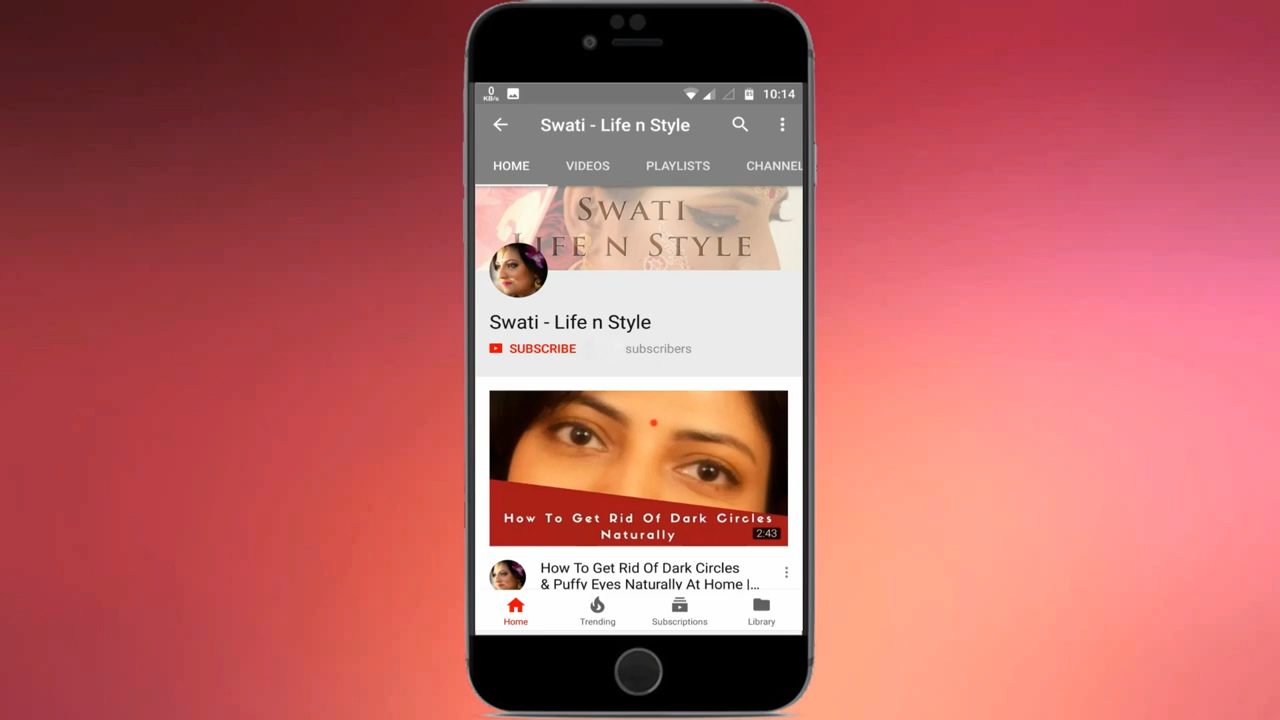 0
KB/s
10:14
Swati - Life n Style
HOME
VIDEOS
PLAYLISTS
CHANNEL
SWATI
LIFE N STYLE
Swati - Life n Style
SUBSCRIBE
subscribers
How To Get Rid Of Dark Circles
Naturally
2:43
How To Get Rid Of Dark Circles
& Puffy Eyes Naturally At Home |...
Home
Trending
Subscriptions
Library